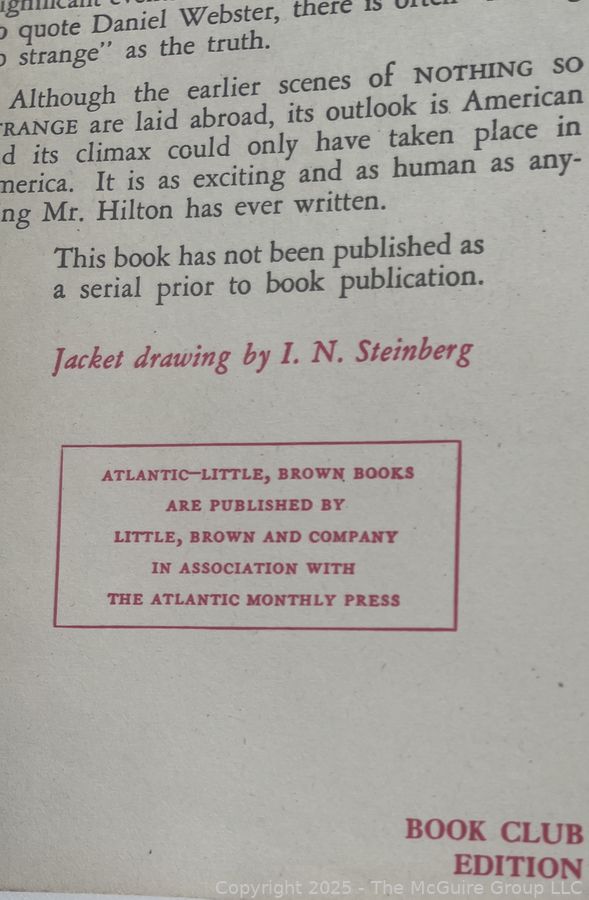 to quote Daniel Webster, there is often
strange" as the truth.
Although the earlier scenes of NOTHING SO
TRANGE are laid abroad, its outlook is American
d its climax could only have taken place in
merica. It is as exciting and as human as any-
ng Mr. Hilton has ever written.
This book has not been published as
a serial prior to book publication.
Jacket drawing by I. N. Steinberg
ATLANTIC—LITTLE, BROWN BOOKS
ARE PUBLISHED BY
LITTLE, BROWN AND COMPANY
IN ASSOCIATION WITH
THE ATLANTIC MONTHLY PRESS
BOOK CLUB
EDITION
Copyright 2025 - The McGuire Group LLC